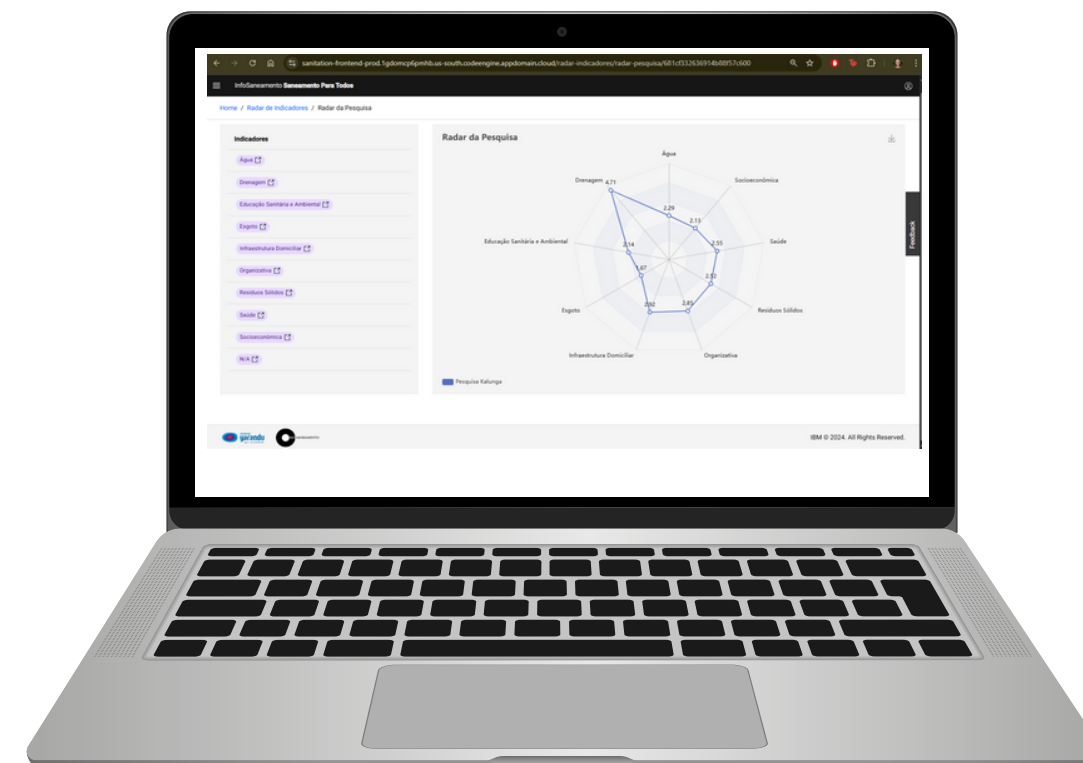 sanitation-frontend-prod.1gdomcp6pmhb.us-south.codeengine.appdomain.cloud/radar-indicadores/radar-pesquisa/681cf332636914b88f57c600
InfoSaneamento Saneamento Para Todos
Home / Radar de Indicadores / Radar da Pesquisa
Indicadores
Água
Drenagem
Educação Sanitária e Ambiental
Esgoto
Infraestrutura Domiciliar
Organizativa
Resíduos Sólidos
Saúde
Socioeconômica
N/A
Radar da Pesquisa
Água
Drenagem
4.71
Socioeconômica
2.29
2.13
Educação Sanitária e Ambiental
2.14
2.55
Saúde
1.67
2.52
Esgoto
2.92
2.85
Resíduos Sólidos
Infraestrutura Domiciliar
Organizativa
Pesquisa Kalunga
Feedback
IBM © 2024. All Rights Reserved.